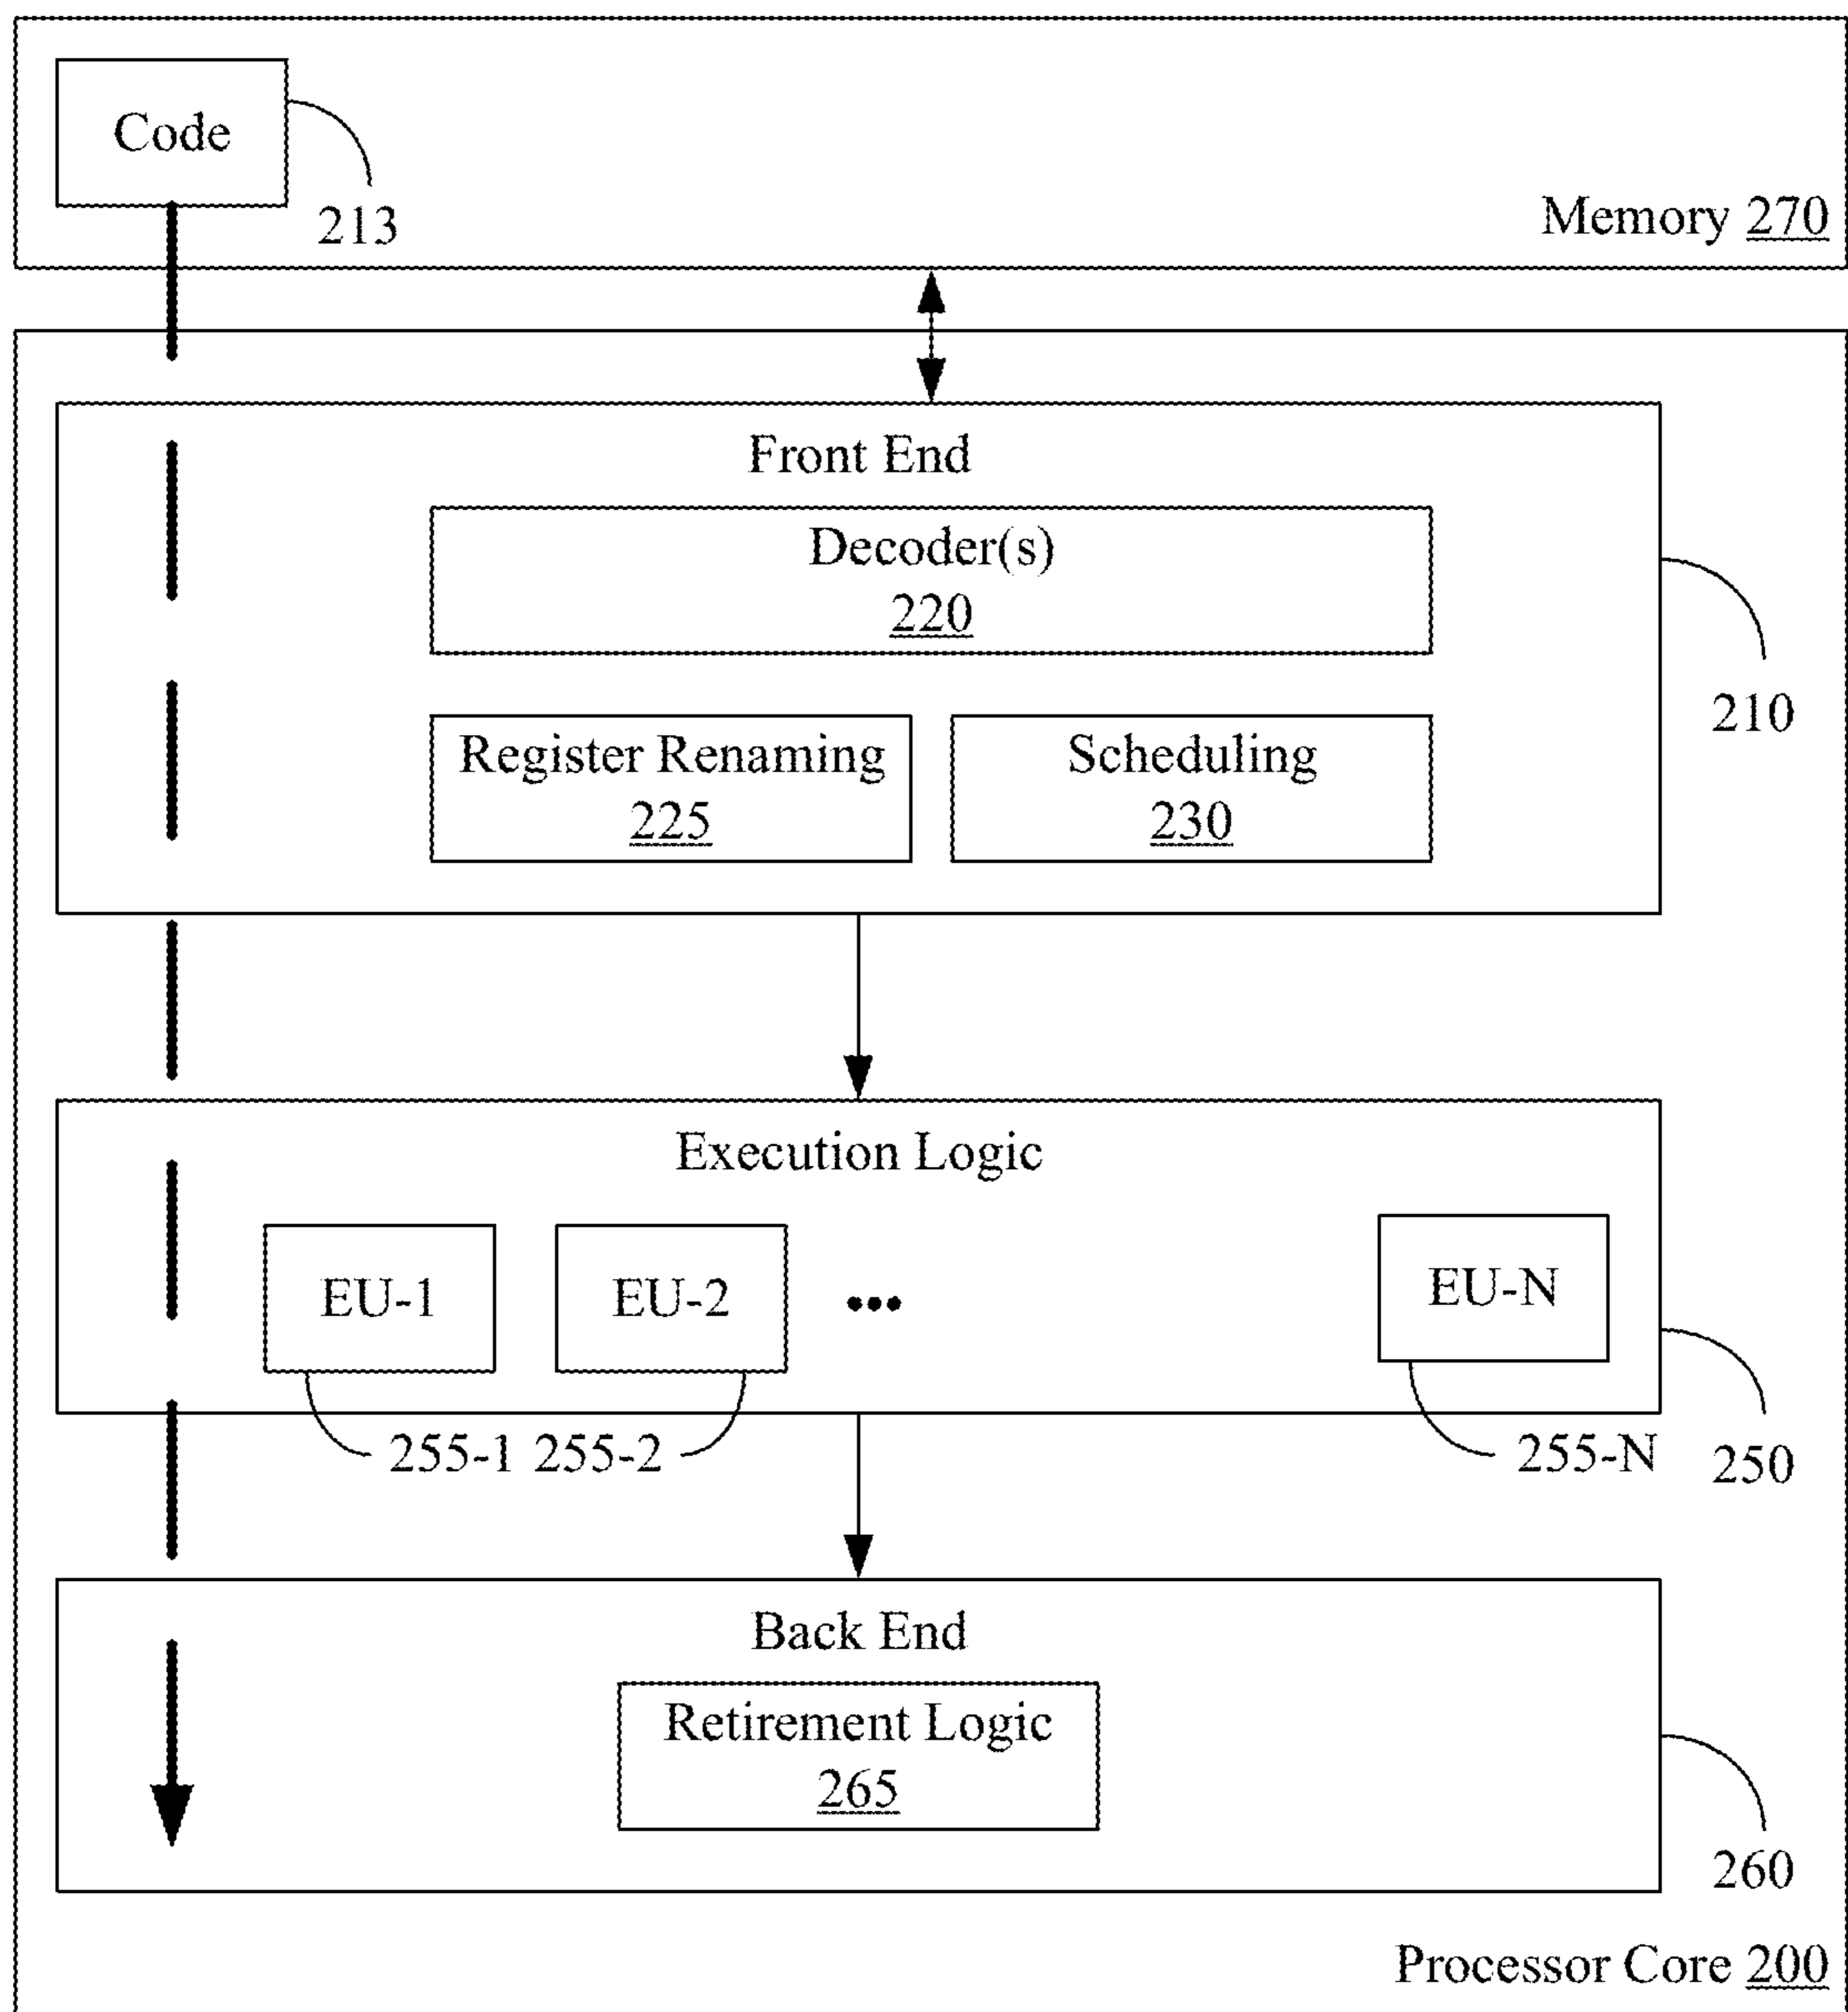 Code
213
Memory 270
Front End
Decoder(s)
220
210
Register Renaming
225
Scheduling
230
Execution Logic
EU-1
EU-2
•••
EU-N
255-1 255-2
255-N
250
Back End
Retirement Logic
265
260
Processor Core 200